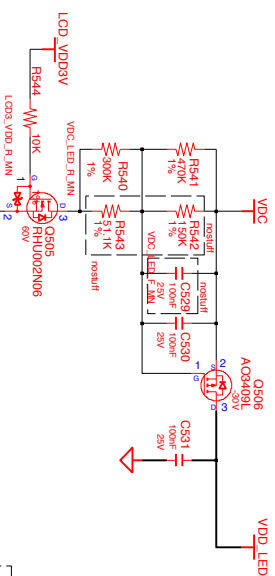 LCD_VDD3V
R544
10K
LCD3_VDD_R_MN
1
G
S
2
D
3
Q505
RHU002N06
60V
VDC_LED_R_MN
R540
300K
1%
R543
51.1K
1%
nostuff
R541
470K
1%
R542
150K
1%
nostuff
VDC
VDC_LED_F_MN
C529
100nF
25V
C530
100nF
25V
1
G
S
2
D
3
Q506
AO3409L
-30V
C531
100nF
25V
VDD_LED